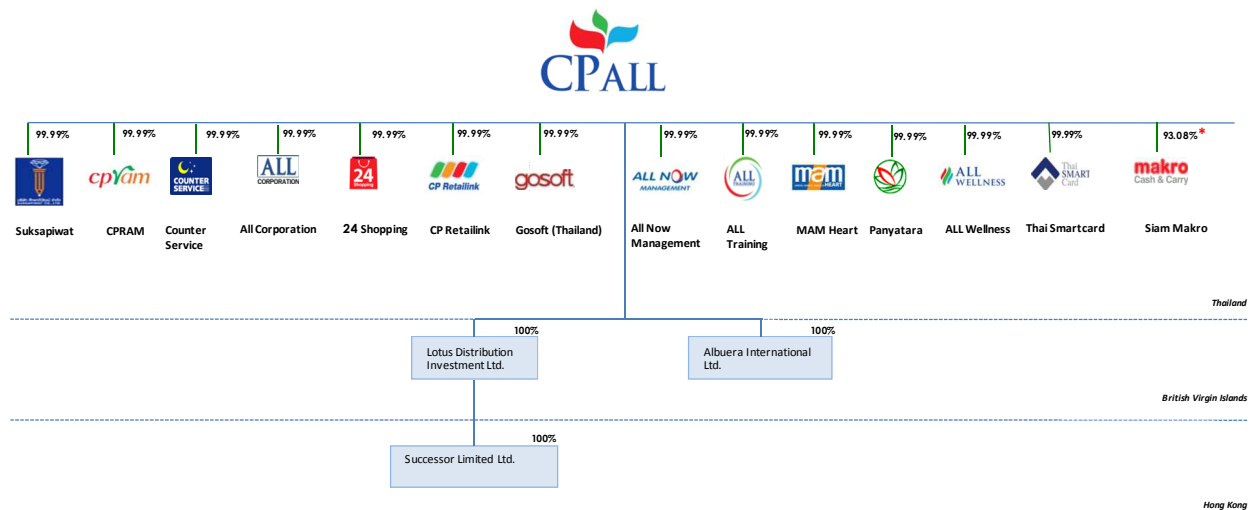 CPALL
99.99% 99.99% 99.99% 99.99% 99.99% 99.99% 99.99% 99.99% 99.99% 99.99% 99.99% 99.99% 99.99% 93.08%*
cpram
COUNTER
SERVICE
ALL
CORPORATION
24
Shopping
CP Retailink
gosoft
ALL NOW
MANAGEMENT
ALL
TRAINING
mam
HEART
ALL
WELLNESS
Thai
SMART
Card
makro
Cash & Carry
Suksapiwat
CPRAM
Counter
Service
All Corporation
24 Shopping
CP Retailink
Gosoft (Thailand)
All Now
Management
ALL
Training
MAM Heart
Panyatara
ALL Wellness
Thai Smartcard
Siam Makro
Thailand
100%
Lotus Distribution
Investment Ltd.
100%
Albuera International
Ltd.
British Virgin Islands
100%
Successor Limited Ltd.
Hong Kong